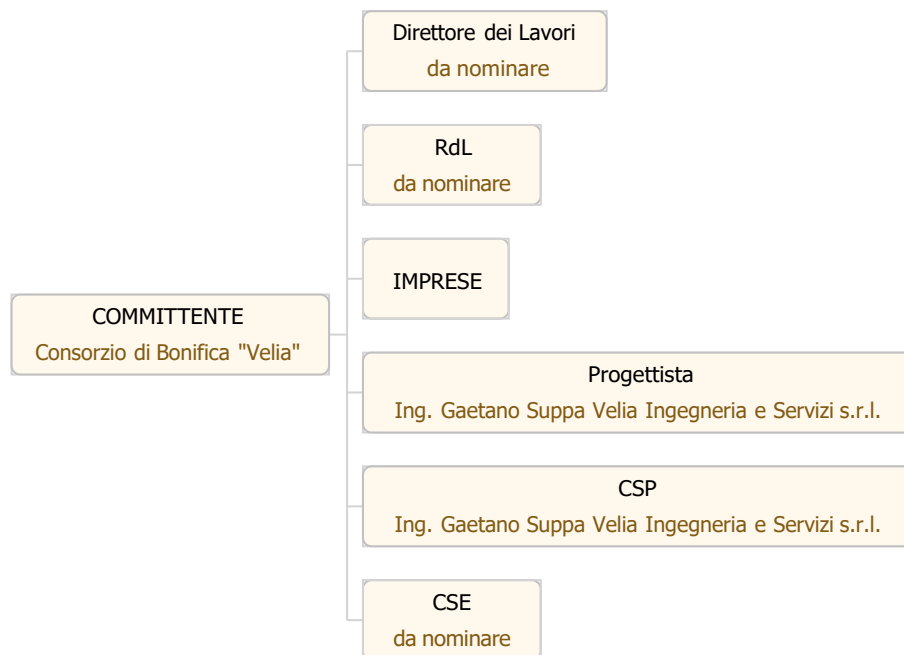 Direttore dei Lavori
da nominare
RdL
da nominare
IMPRESE
COMMITTENTE
Consorzio di Bonifica "Velia"
Progettista
Ing. Gaetano Suppa Velia Ingegneria e Servizi s.r.l.
CSP
Ing. Gaetano Suppa Velia Ingegneria e Servizi s.r.l.
CSE
da nominare